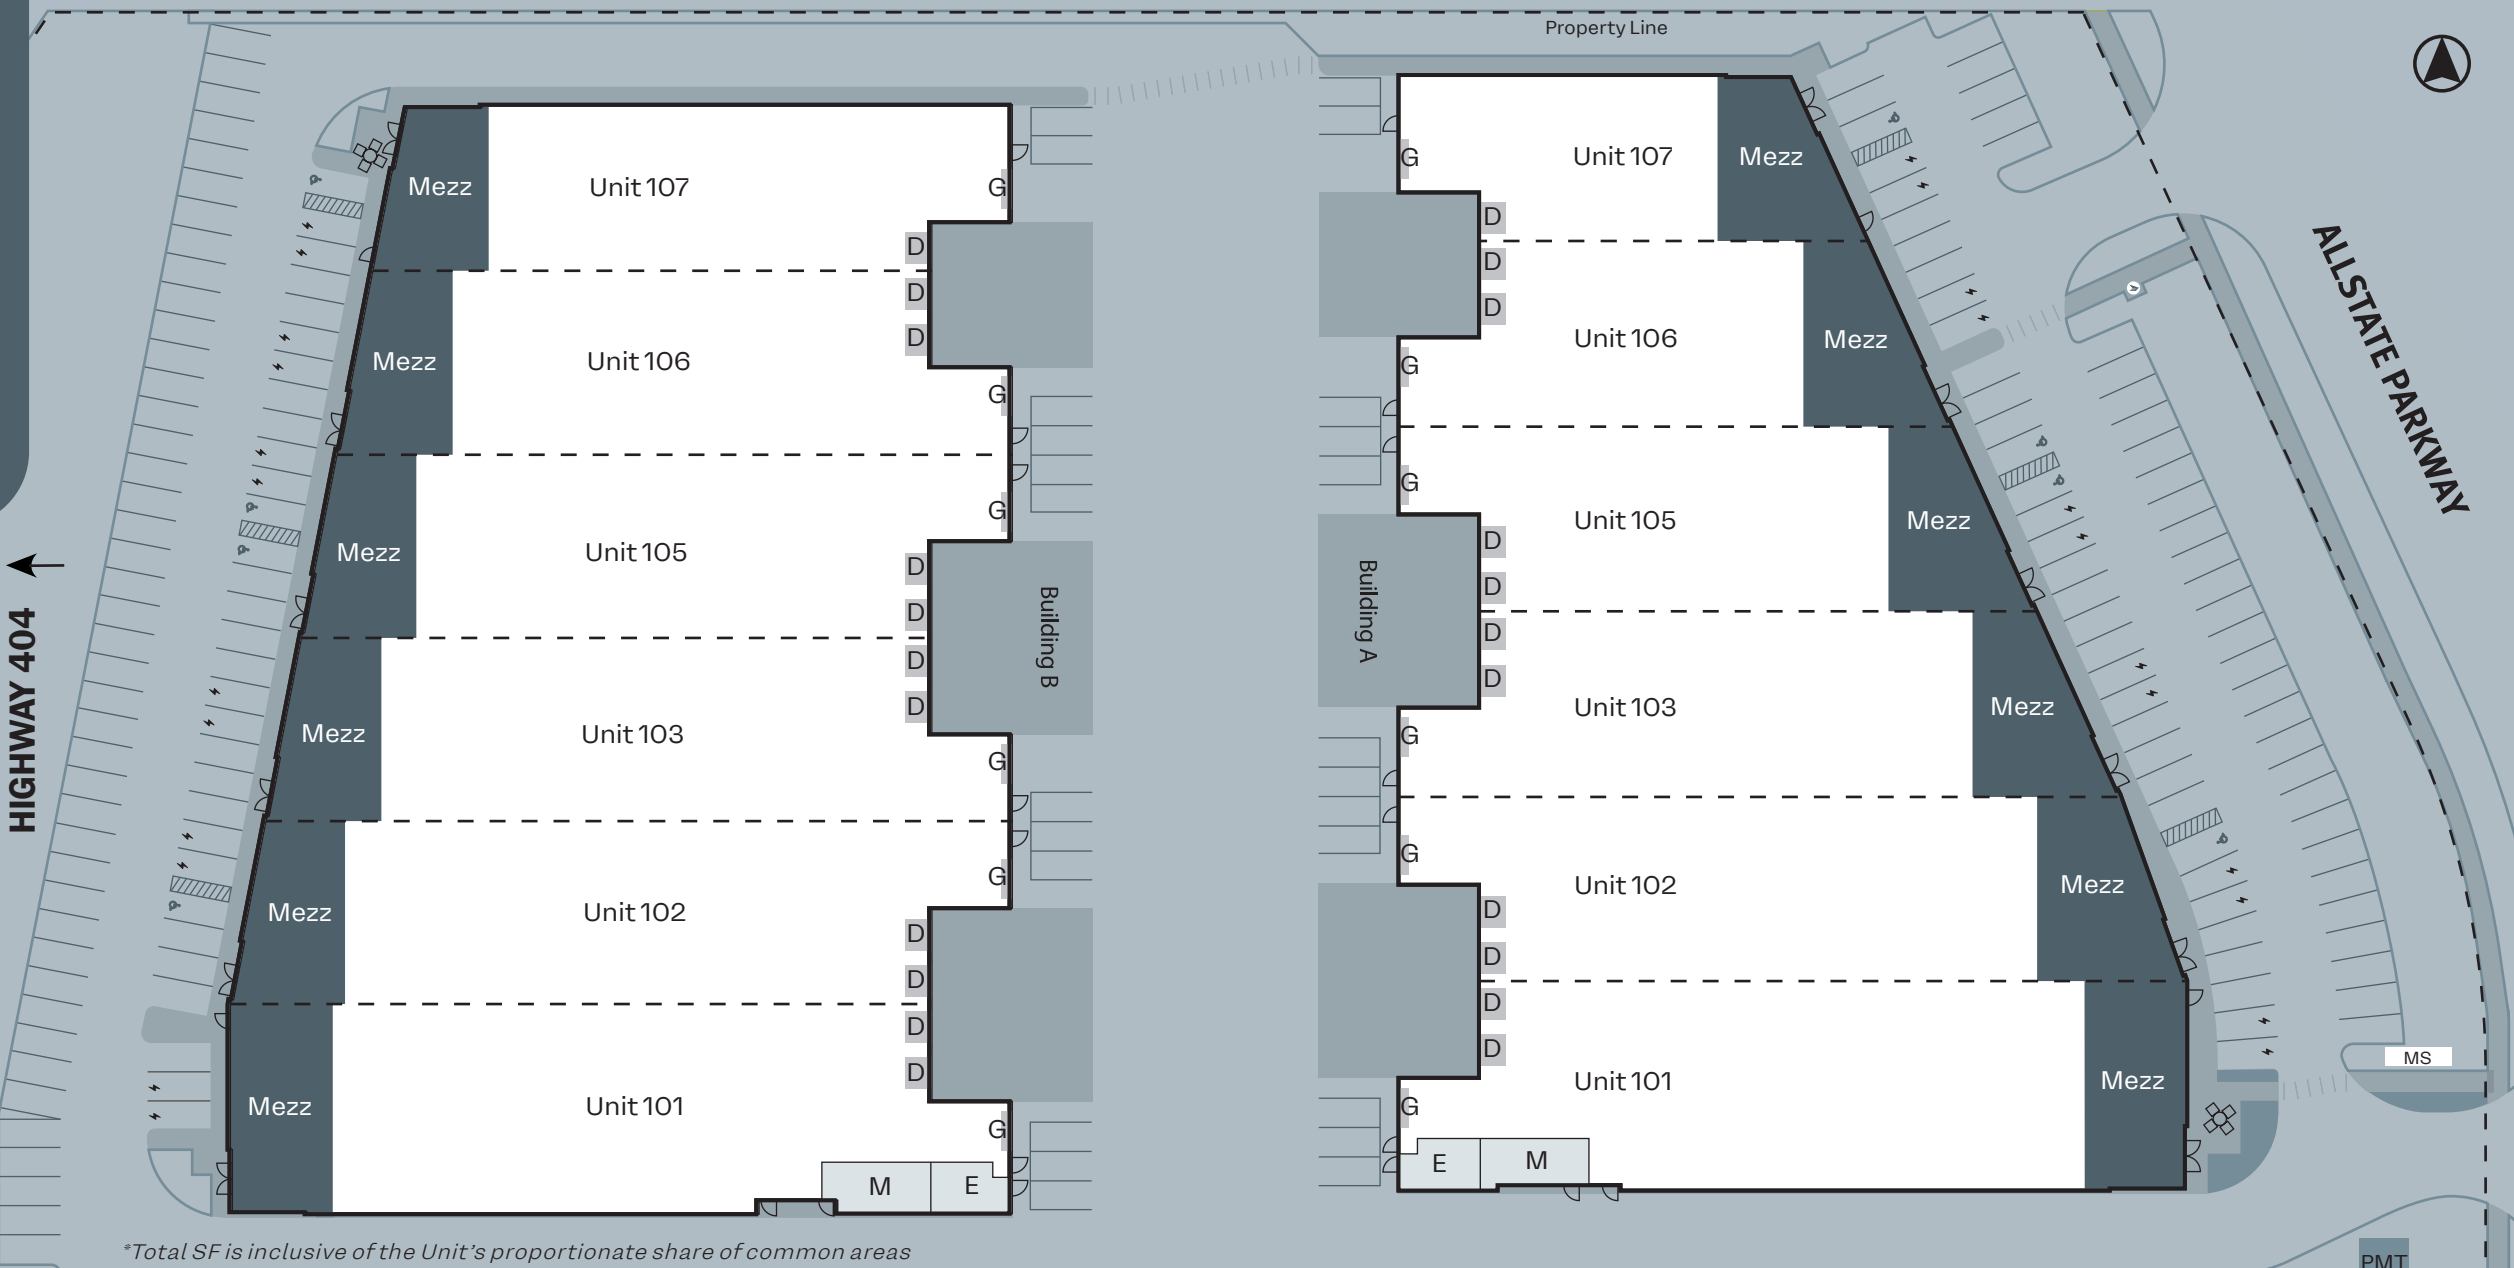 Property Line
HIGHWAY 404
ALLSTATE PARKWAY
Building B
Mezz
Unit 107
G
D
D
D
Mezz
Unit 106
G
G
Mezz
Unit 105
D
D
D
D
Mezz
Unit 103
G
G
Mezz
Unit 102
D
D
D
D
Mezz
Unit 101
G
M
E
Building A
G
Unit 107
Mezz
D
D
D
G
Unit 106
Mezz
G
Unit 105
Mezz
D
D
D
D
Unit 103
Mezz
G
G
Unit 102
Mezz
D
D
D
D
Unit 101
Mezz
G
E
M
MS
PMT
*Total SF is inclusive of the Unit's proportionate share of common areas